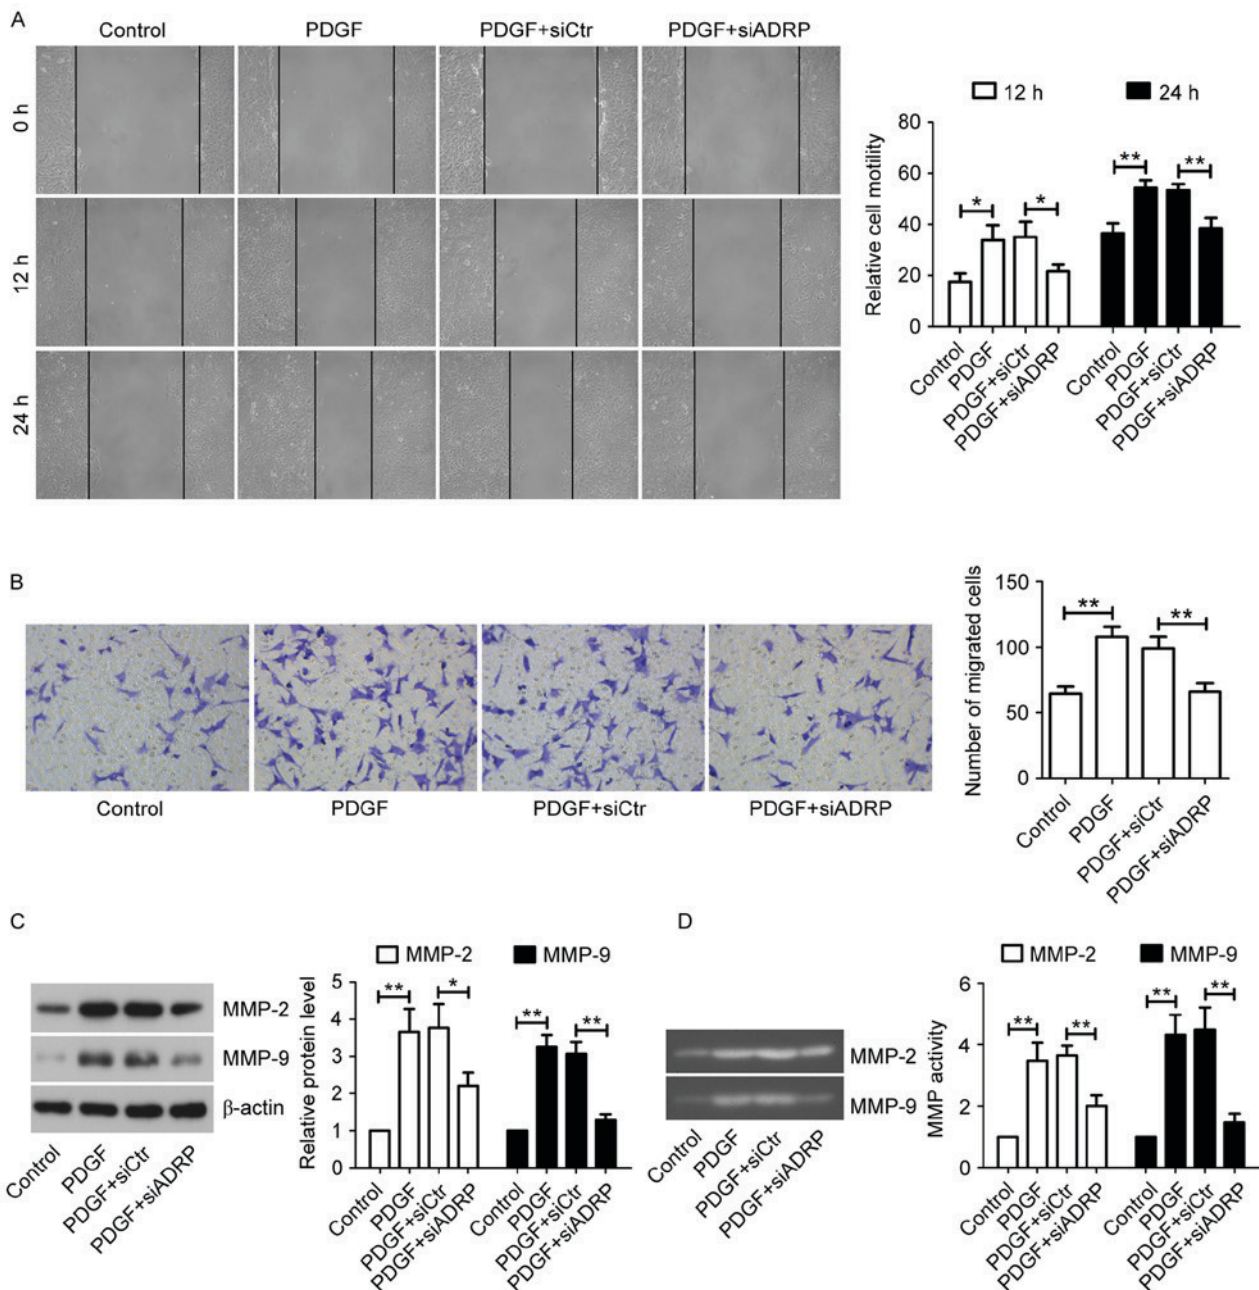 A
Control PDGF PDGF+siCtr PDGF+siADRP
0 h
12 h
24 h
12 h 24 h
Relative cell motility
80
60
40
20
0
* * ** **
Control PDGF PDGF+siCtr PDGF+siADRP Control PDGF PDGF+siCtr PDGF+siADRP
B
Control PDGF PDGF+siCtr PDGF+siADRP
Number of migrated cells
150
100
50
0
** **
Control PDGF PDGF+siCtr PDGF+siADRP
C
MMP-2
MMP-9
β-actin
Control PDGF PDGF+siCtr PDGF+siADRP
MMP-2 MMP-9
Relative protein level
5
4
3
2
1
0
** * ** **
Control PDGF PDGF+siCtr PDGF+siADRP Control PDGF PDGF+siCtr PDGF+siADRP
D
MMP-2
MMP-9
Control PDGF PDGF+siCtr PDGF+siADRP
MMP-2 MMP-9
MMP activity
6
4
2
0
** ** ** **
Control PDGF PDGF+siCtr PDGF+siADRP Control PDGF PDGF+siCtr PDGF+siADRP